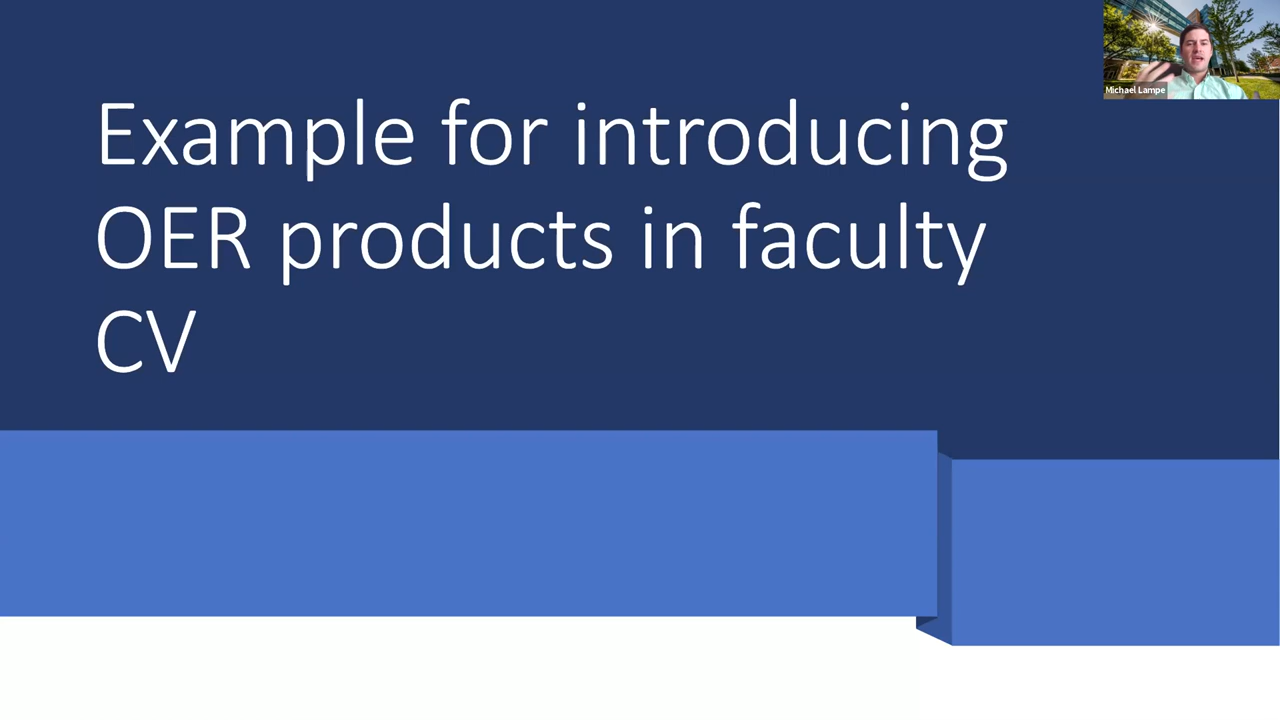 Example for introducing
OER products in faculty
CV
Michael Lampe